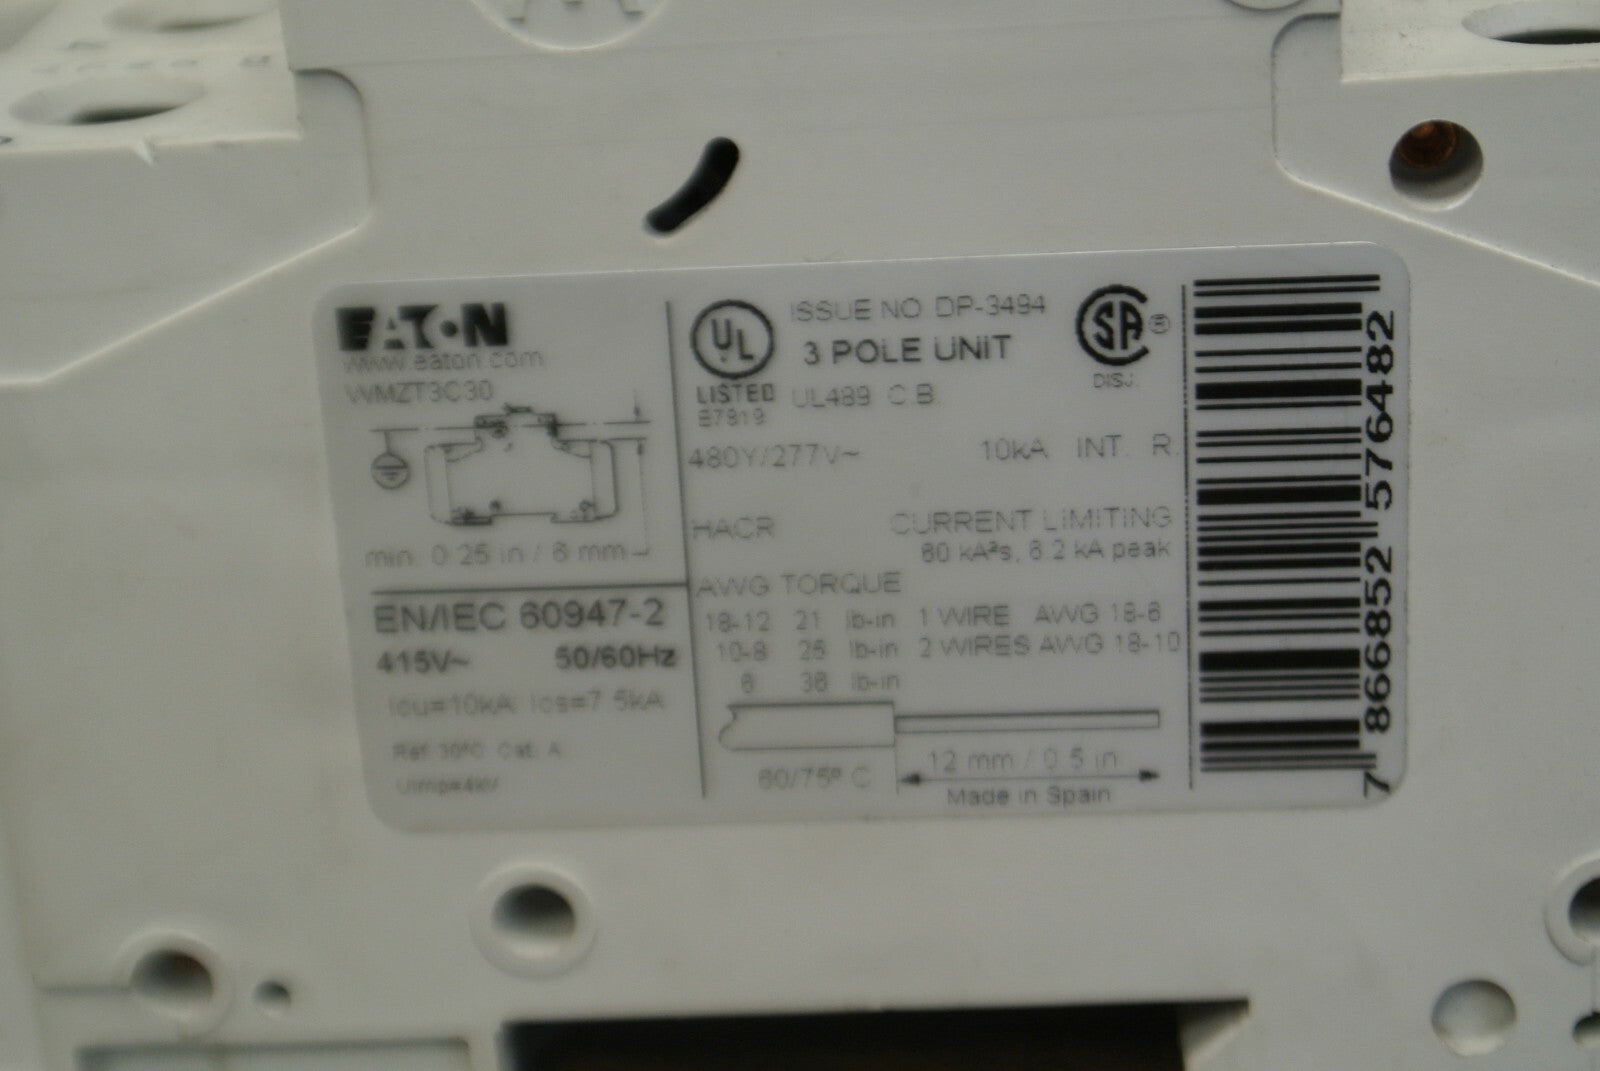 EATON
www.eaton.com
WMZT3C30
min. 0.25 in / 6 mm
EN/IEC 60947-2
415V~ 50/60Hz
Icu=10kA Ics=7.5kA
Ref. 30°C Cat. A
Uimp=4kV
UL
LISTED
E7819
ISSUE NO. DP-3494
3 POLE UNIT
UL489 C.B.
SA ®
DISJ.
480Y/277V~ 10kA INT. R.
HACR CURRENT LIMITING
60 kA²s, 6.2 kA peak
AWG TORQUE
18-12 21 lb-in 1 WIRE AWG 18-6
10-8 25 lb-in 2 WIRES AWG 18-10
6 36 lb-in
60/75º C
12 mm / 0.5 in
Made in Spain
7 866852 576482